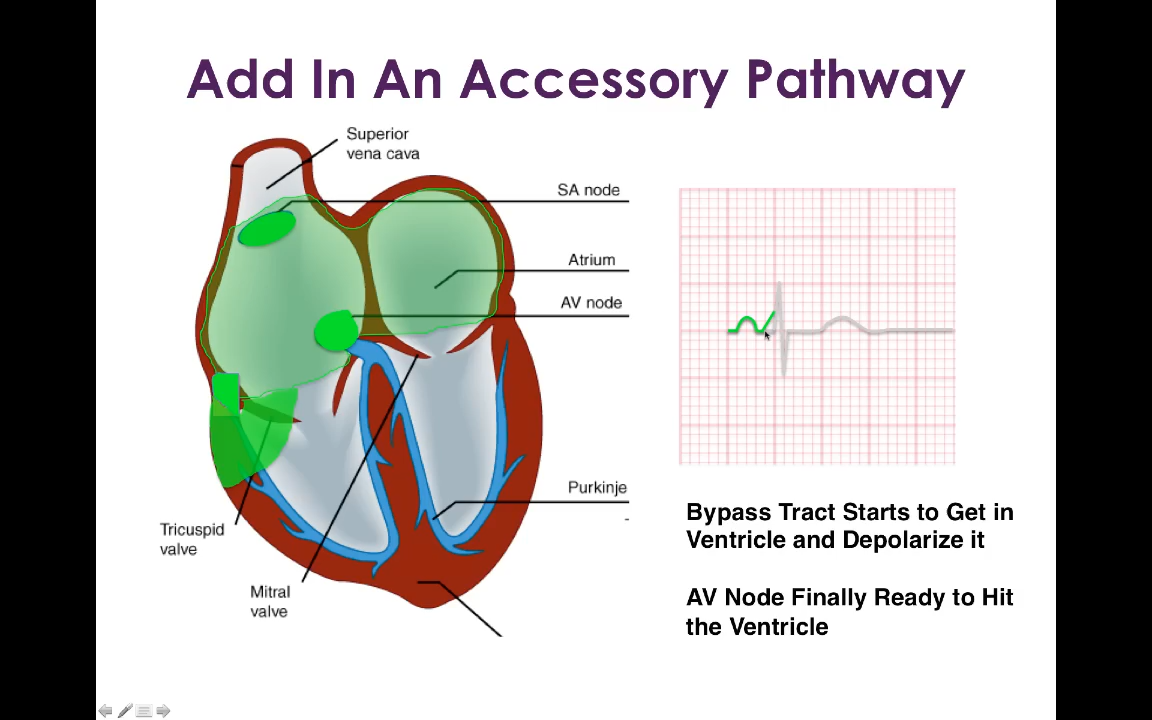 Add In An Accessory Pathway
Superior
vena cava
SA node
Atrium
AV node
Purkinje
Tricuspid
valve
Mitral
valve
Bypass Tract Starts to Get in
Ventricle and Depolarize it
AV Node Finally Ready to Hit
the Ventricle